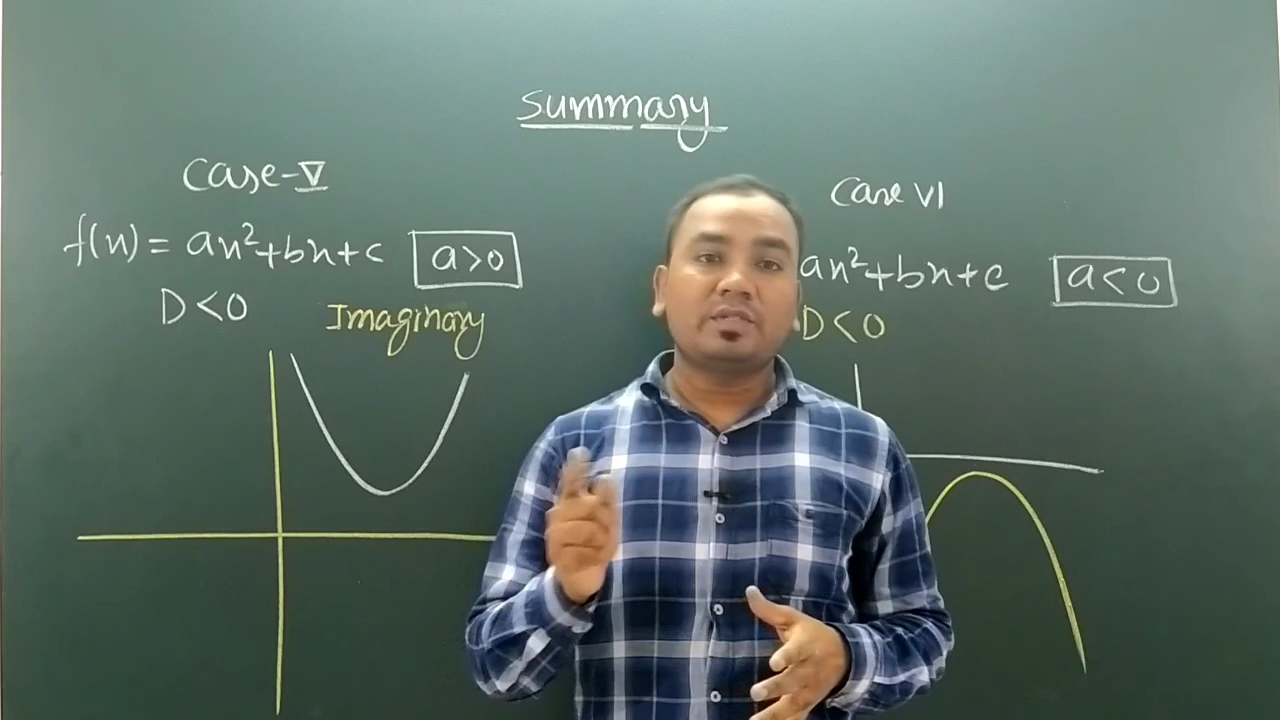 Summary
Case-V
f(x) = ax²+bx+c a>0
D<0 Imaginary
Case VI
ax²+bx+c a<0
D<0